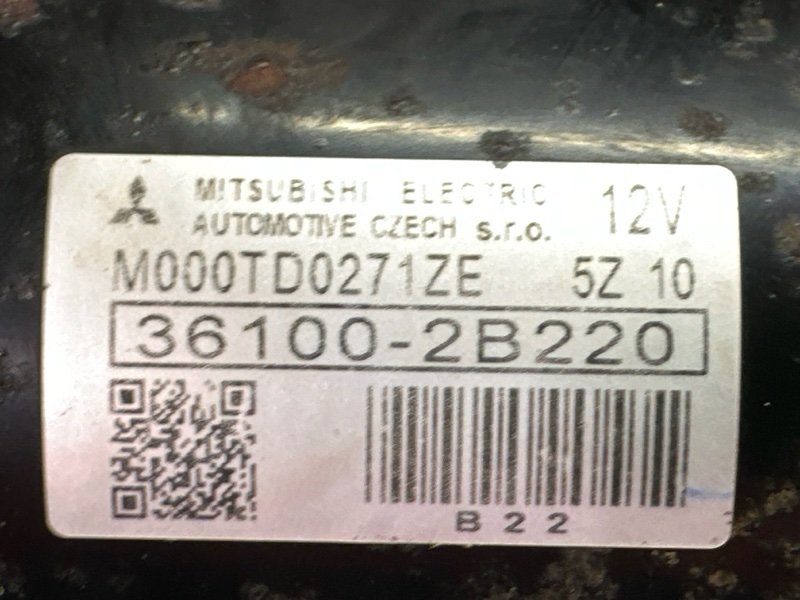 MITSUBISHI ELECTRIC 12V
AUTOMOTIVE CZECH s.r.o.
M000TD0271ZE 5Z 10
36100-2B220
B22